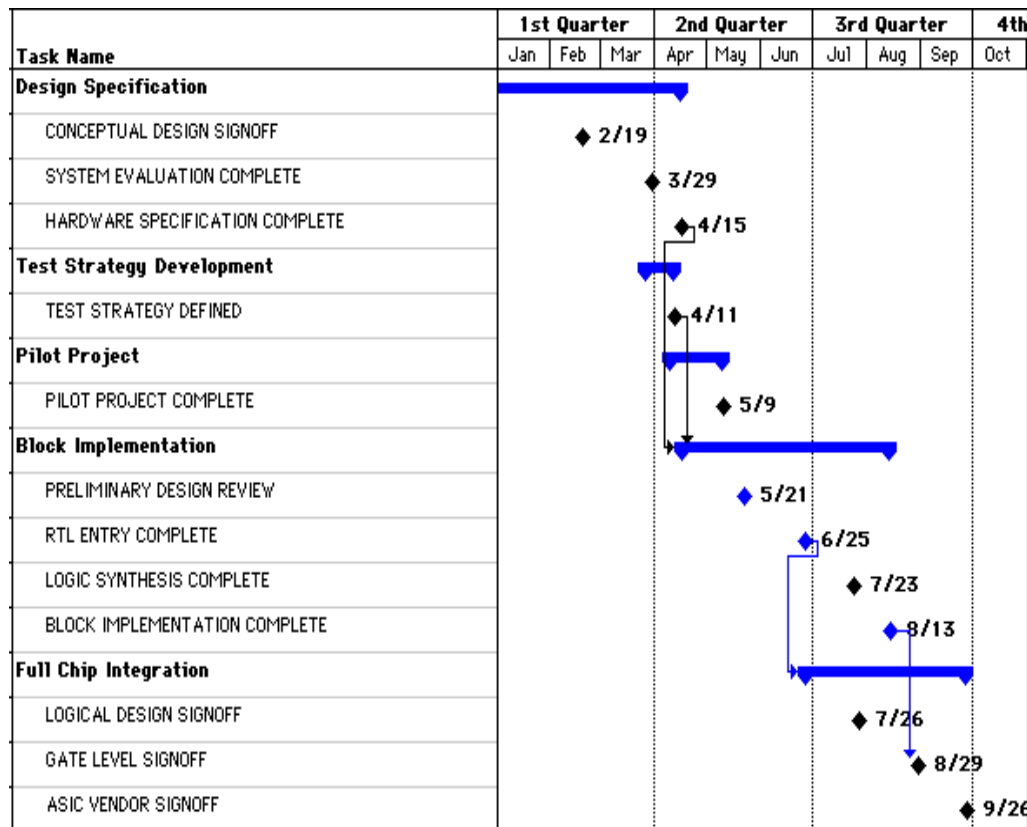 1st Quarter 2nd Quarter 3rd Quarter 4th
Task Name Jan Feb Mar Apr May Jun Jul Aug Sep Oct
Design Specification
CONCEPTUAL DESIGN SIGNOFF 2/19
SYSTEM EVALUATION COMPLETE 3/29
HARDWARE SPECIFICATION COMPLETE 4/15
Test Strategy Development
TEST STRATEGY DEFINED 4/11
Pilot Project
PILOT PROJECT COMPLETE 5/9
Block Implementation
PRELIMINARY DESIGN REVIEW 5/21
RTL ENTRY COMPLETE 6/25
LOGIC SYNTHESIS COMPLETE 7/23
BLOCK IMPLEMENTATION COMPLETE 8/13
Full Chip Integration
LOGICAL DESIGN SIGNOFF 7/26
GATE LEVEL SIGNOFF 8/29
ASIC VENDOR SIGNOFF 9/26